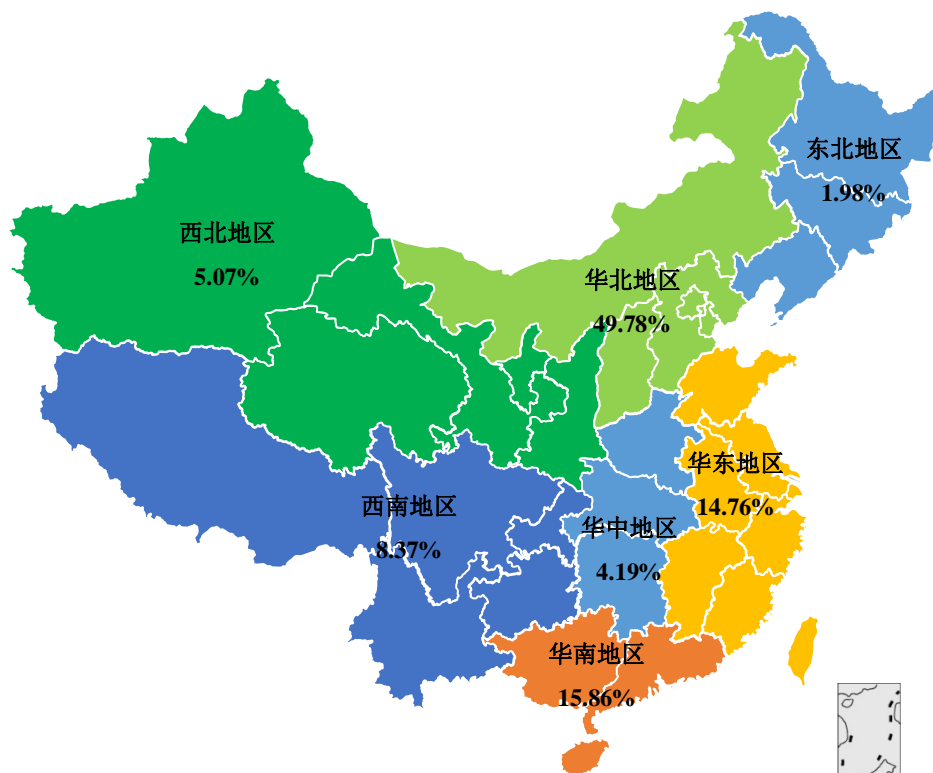 东北地区
1.98%
西北地区
5.07%
华北地区
49.78%
华东地区
14.76%
西南地区
8.37%
华中地区
4.19%
华南地区
15.86%